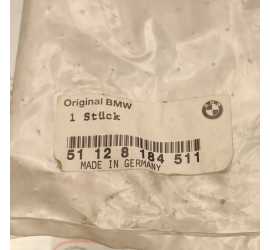 Original BMW
1 Stück
51 12 8 184 511
MADE IN GERMANY